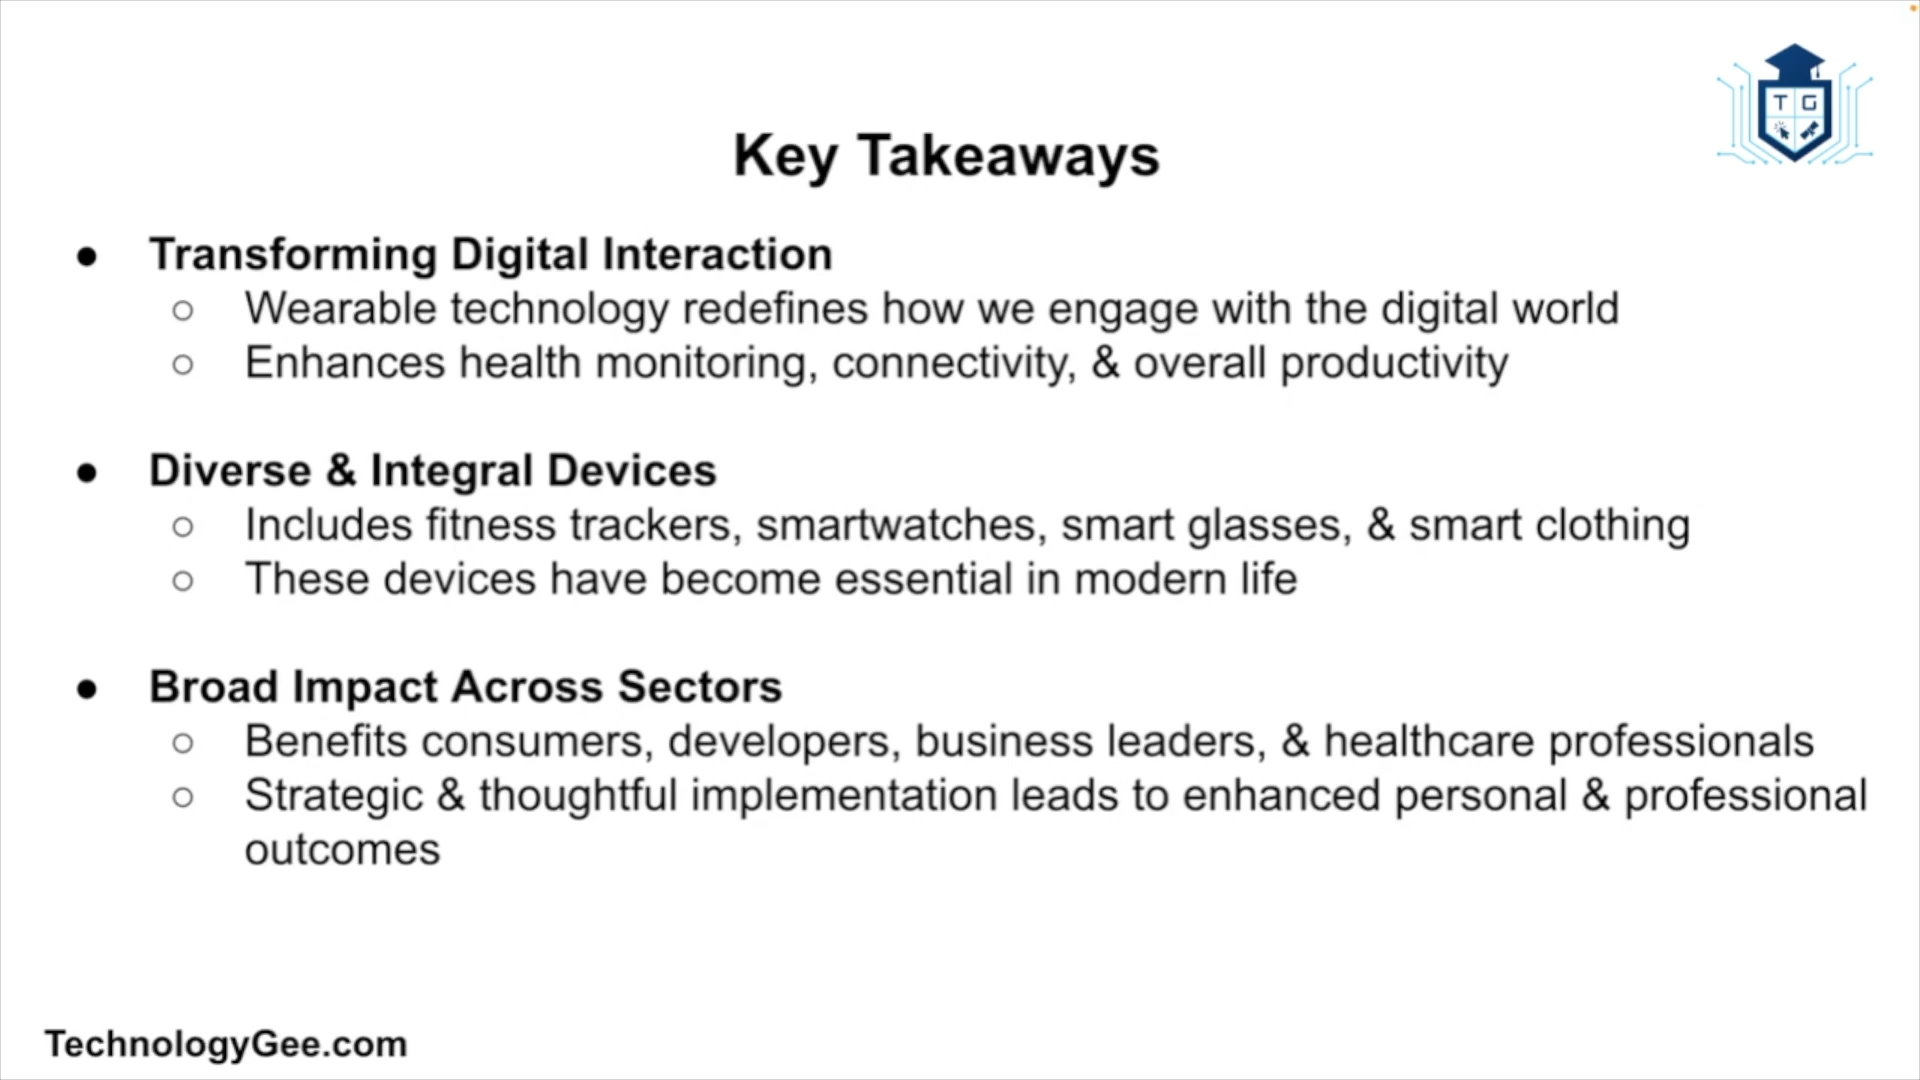 T G
Key Takeaways
● Transforming Digital Interaction
○ Wearable technology redefines how we engage with the digital world
○ Enhances health monitoring, connectivity, & overall productivity
● Diverse & Integral Devices
○ Includes fitness trackers, smartwatches, smart glasses, & smart clothing
○ These devices have become essential in modern life
● Broad Impact Across Sectors
○ Benefits consumers, developers, business leaders, & healthcare professionals
○ Strategic & thoughtful implementation leads to enhanced personal & professional
outcomes
TechnologyGee.com